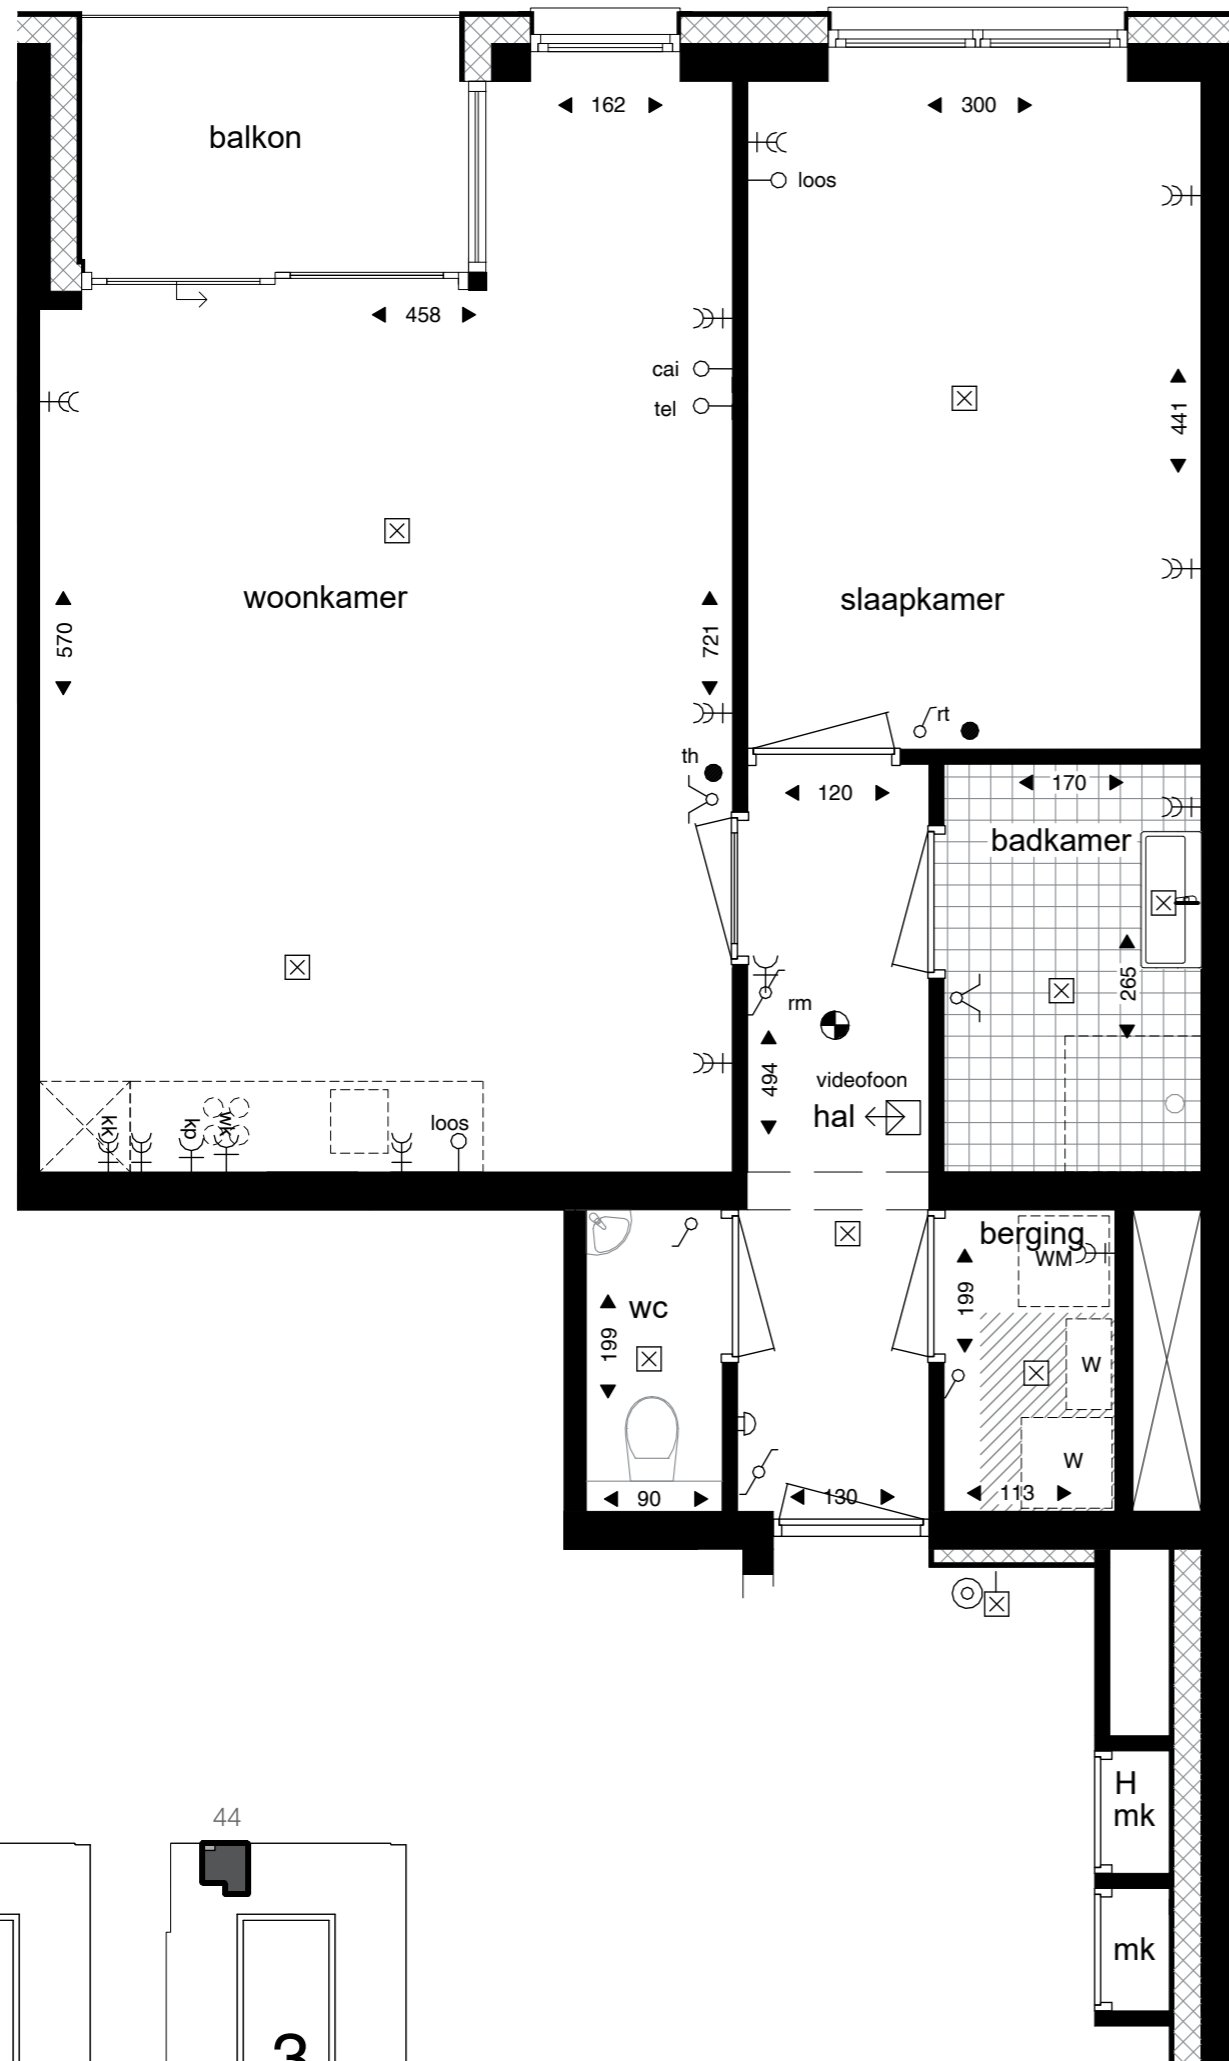 162
300
balkon
loos
458
cai
tel
441
woonkamer
slaapkamer
570
721
rt
th
120
170
badkamer
265
rm
494
videofoon
hal
kk
kp
wk
loos
berging
WM
199
wc
199
W
W
90
130
113
H
mk
44
mk
3